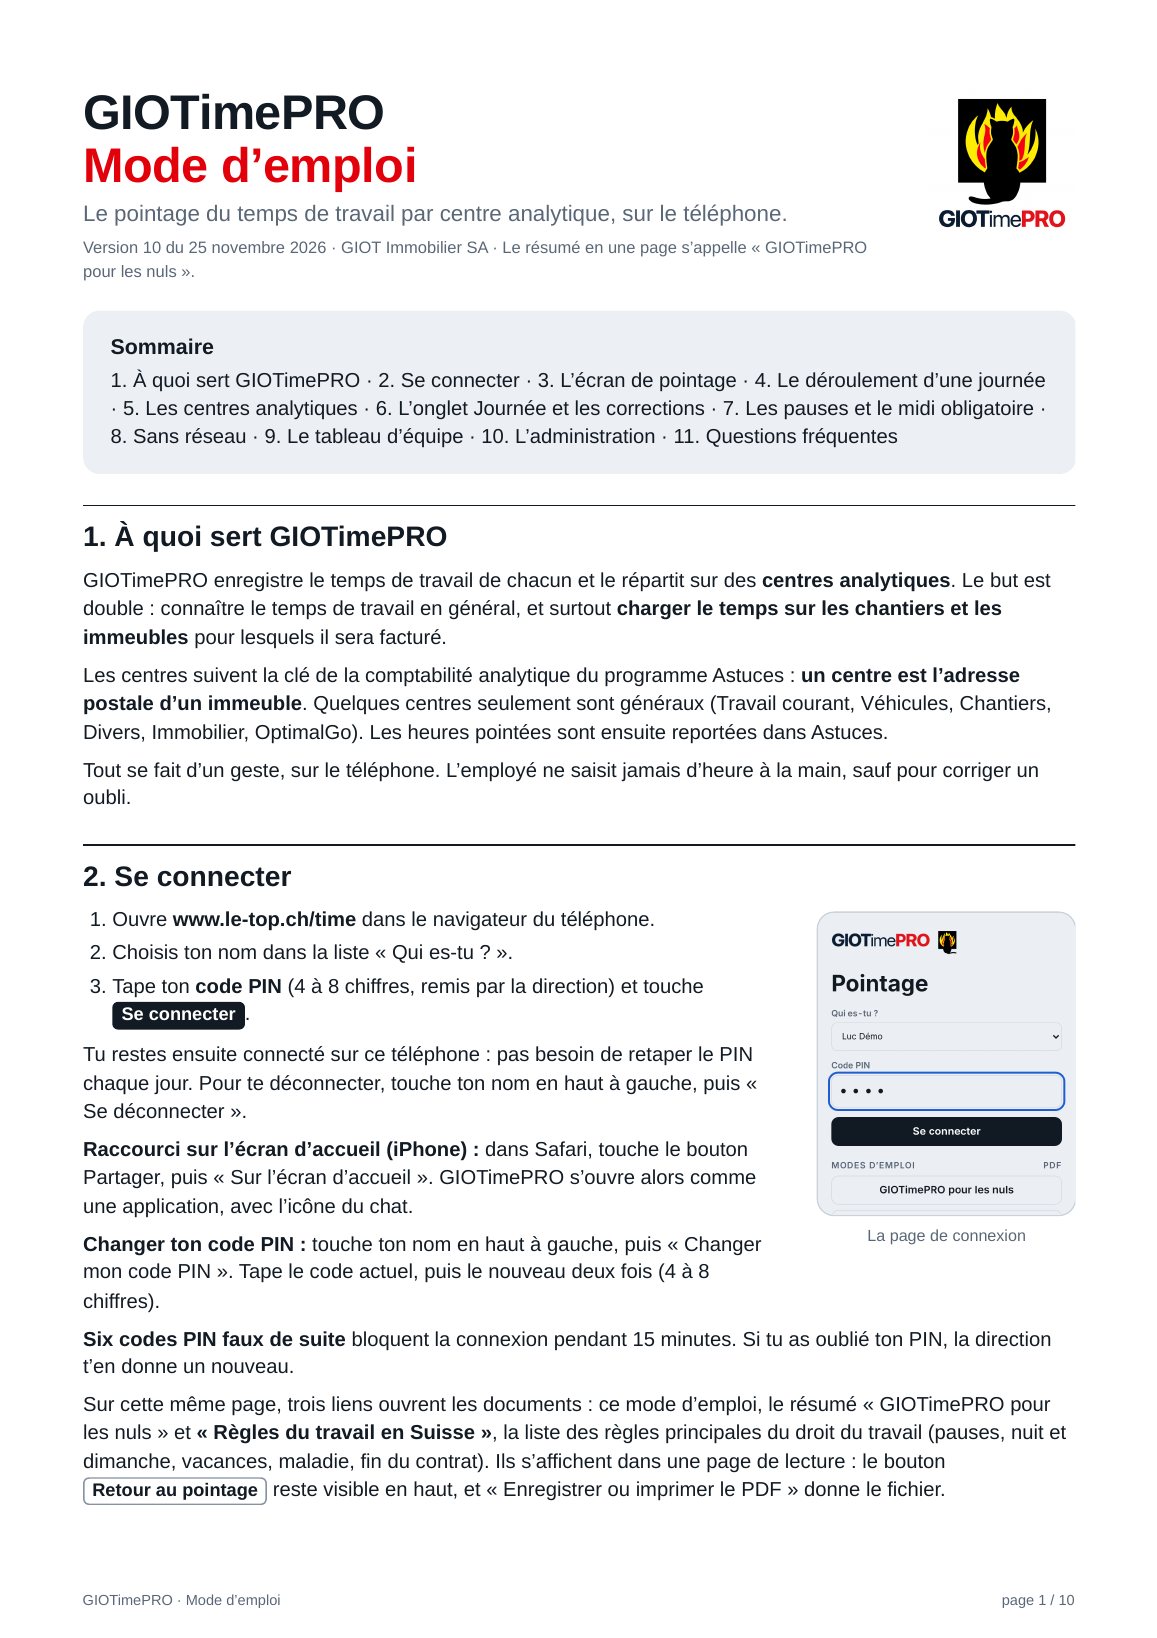 GIOTimePRO
Mode d’emploi
Le pointage du temps de travail par centre analytique, sur le téléphone.
Version 10 du 25 novembre 2026 · GIOT Immobilier SA · Le résumé en une page s’appelle « GIOTimePRO
pour les nuls ».
GIOTimePRO
Sommaire
1. À quoi sert GIOTimePRO · 2. Se connecter · 3. L’écran de pointage · 4. Le déroulement d’une journée
· 5. Les centres analytiques · 6. L’onglet Journée et les corrections · 7. Les pauses et le midi obligatoire ·
8. Sans réseau · 9. Le tableau d’équipe · 10. L’administration · 11. Questions fréquentes
1. À quoi sert GIOTimePRO
GIOTimePRO enregistre le temps de travail de chacun et le répartit sur des centres analytiques. Le but est
double : connaître le temps de travail en général, et surtout charger le temps sur les chantiers et les
immeubles pour lesquels il sera facturé.
Les centres suivent la clé de la comptabilité analytique du programme Astuces : un centre est l’adresse
postale d’un immeuble. Quelques centres seulement sont généraux (Travail courant, Véhicules, Chantiers,
Divers, Immobilier, OptimalGo). Les heures pointées sont ensuite reportées dans Astuces.
Tout se fait d’un geste, sur le téléphone. L’employé ne saisit jamais d’heure à la main, sauf pour corriger un
oubli.
2. Se connecter
1. Ouvre www.le-top.ch/time dans le navigateur du téléphone.
2. Choisis ton nom dans la liste « Qui es-tu ? ».
3. Tape ton code PIN (4 à 8 chiffres, remis par la direction) et touche
Se connecter .
Tu restes ensuite connecté sur ce téléphone : pas besoin de retaper le PIN
chaque jour. Pour te déconnecter, touche ton nom en haut à gauche, puis «
Se déconnecter ».
Raccourci sur l’écran d’accueil (iPhone) : dans Safari, touche le bouton
Partager, puis « Sur l’écran d’accueil ». GIOTimePRO s’ouvre alors comme
une application, avec l’icône du chat.
Changer ton code PIN : touche ton nom en haut à gauche, puis « Changer
mon code PIN ». Tape le code actuel, puis le nouveau deux fois (4 à 8
chiffres).
GIOTimePRO
Pointage
Qui es-tu ?
Luc Démo
Code PIN
• • • •
Se connecter
MODES D’EMPLOI PDF
GIOTimePRO pour les nuls
La page de connexion
Six codes PIN faux de suite bloquent la connexion pendant 15 minutes. Si tu as oublié ton PIN, la direction
t’en donne un nouveau.
Sur cette même page, trois liens ouvrent les documents : ce mode d’emploi, le résumé « GIOTimePRO pour
les nuls » et « Règles du travail en Suisse », la liste des règles principales du droit du travail (pauses, nuit et
dimanche, vacances, maladie, fin du contrat). Ils s’affichent dans une page de lecture : le bouton
Retour au pointage reste visible en haut, et « Enregistrer ou imprimer le PDF » donne le fichier.
GIOTimePRO · Mode d’emploi
page 1 / 10